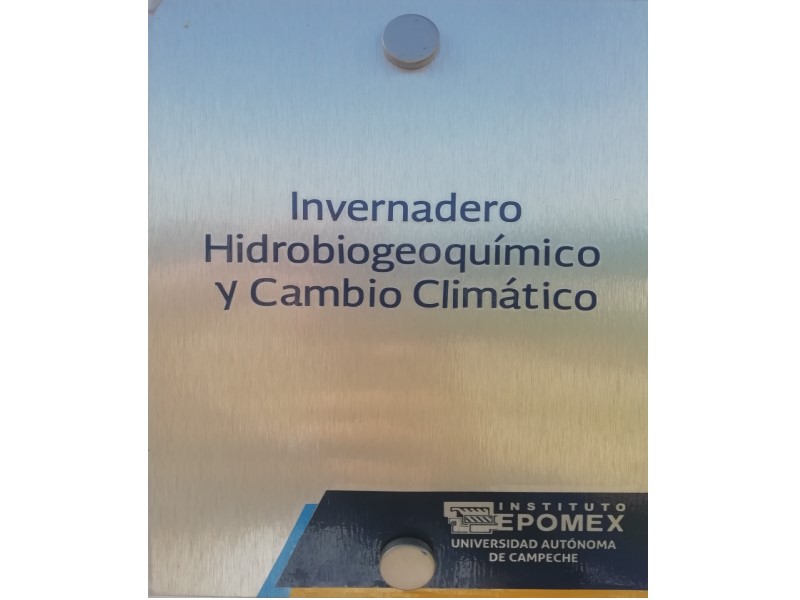 Invernadero
Hidrobiogeoquímico
y Cambio Climático
INSTITUTO
EPOMEX
UNIVERSIDAD AUTÓNOMA
DE CAMPECHE